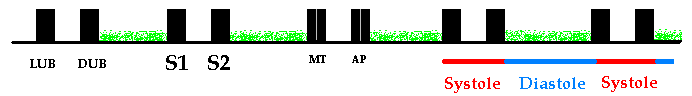 LUB DUB S1 S2 MT AP
Systole Diastole Systole